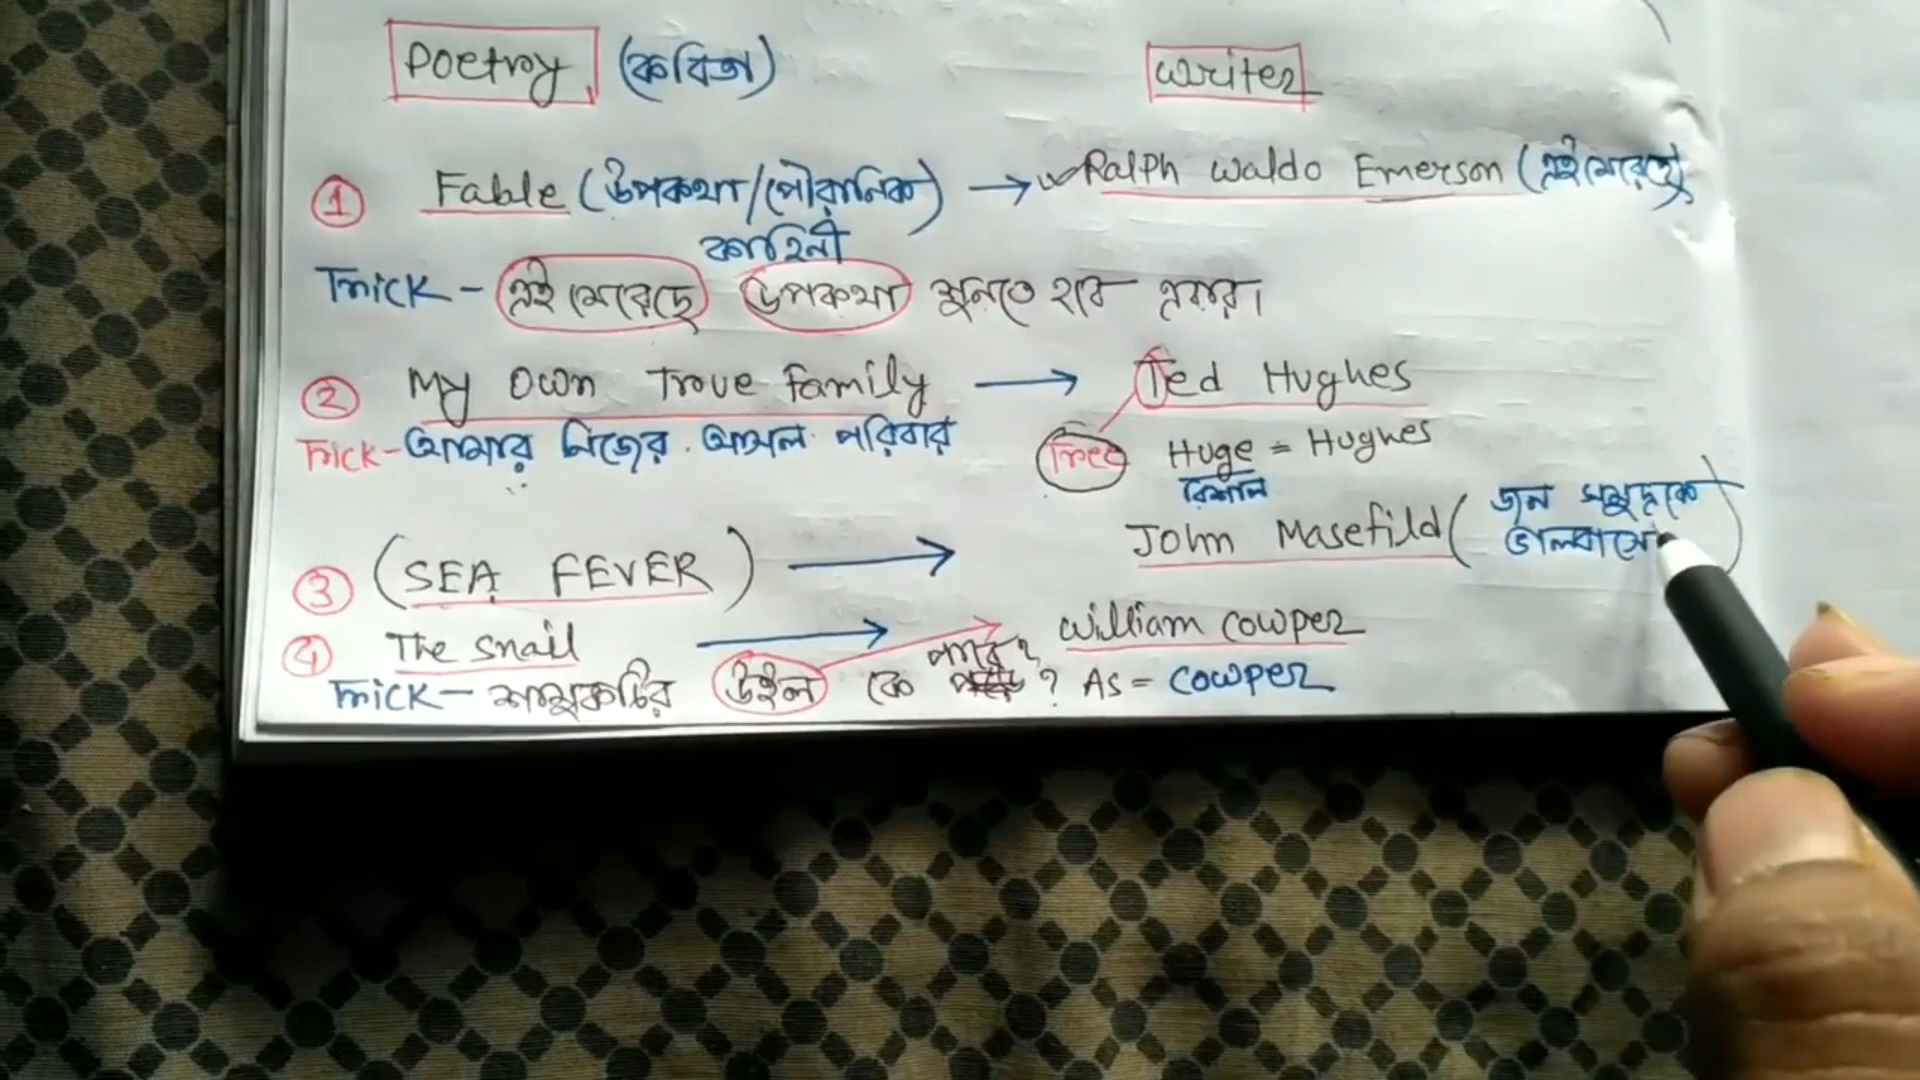 Poetry (কবিতা) Writer
① Fable (উপকথা/পৌরানিক) → Ralph Waldo Emerson (এই মেরেছে)
কাহিনী
Trick - এই মেরেছে উপকথা শুনতে হবে এবার।
② My Own True Family → Ted Hughes
Trick - আমার নিজের আসল পরিবার Tree Huge = Hughes
বিশাল
③ (SEA FEVER) → John Masefild (জন সমুদ্রকে
ভালবাসে)
④ The Snail → William Cowper
Trick - শামুকটির উইল কে পারে? As = Cowper